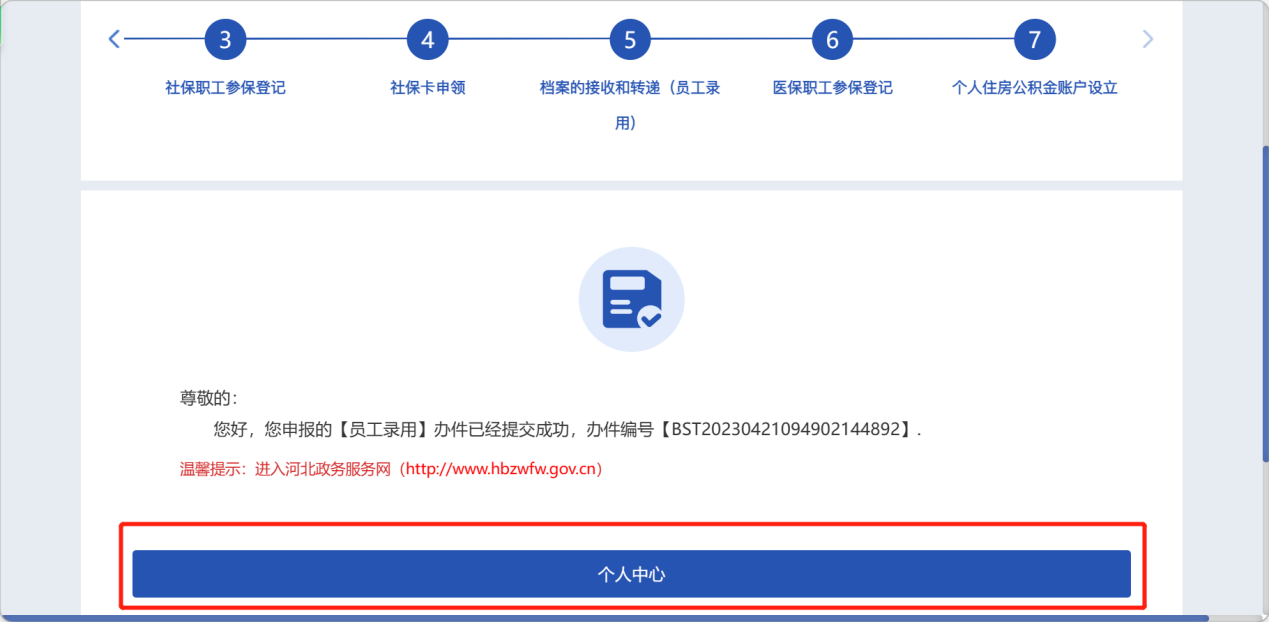 3
4
5
6
7
社保职工参保登记
社保卡申领
档案的接收和转递（员工录
用）
医保职工参保登记
个人住房公积金账户设立
尊敬的：
您好，您申报的【员工录用】办件已经提交成功，办件编号【BST20230421094902144892】.
温馨提示：进入河北政务服务网（http://www.hbzwfw.gov.cn）
个人中心